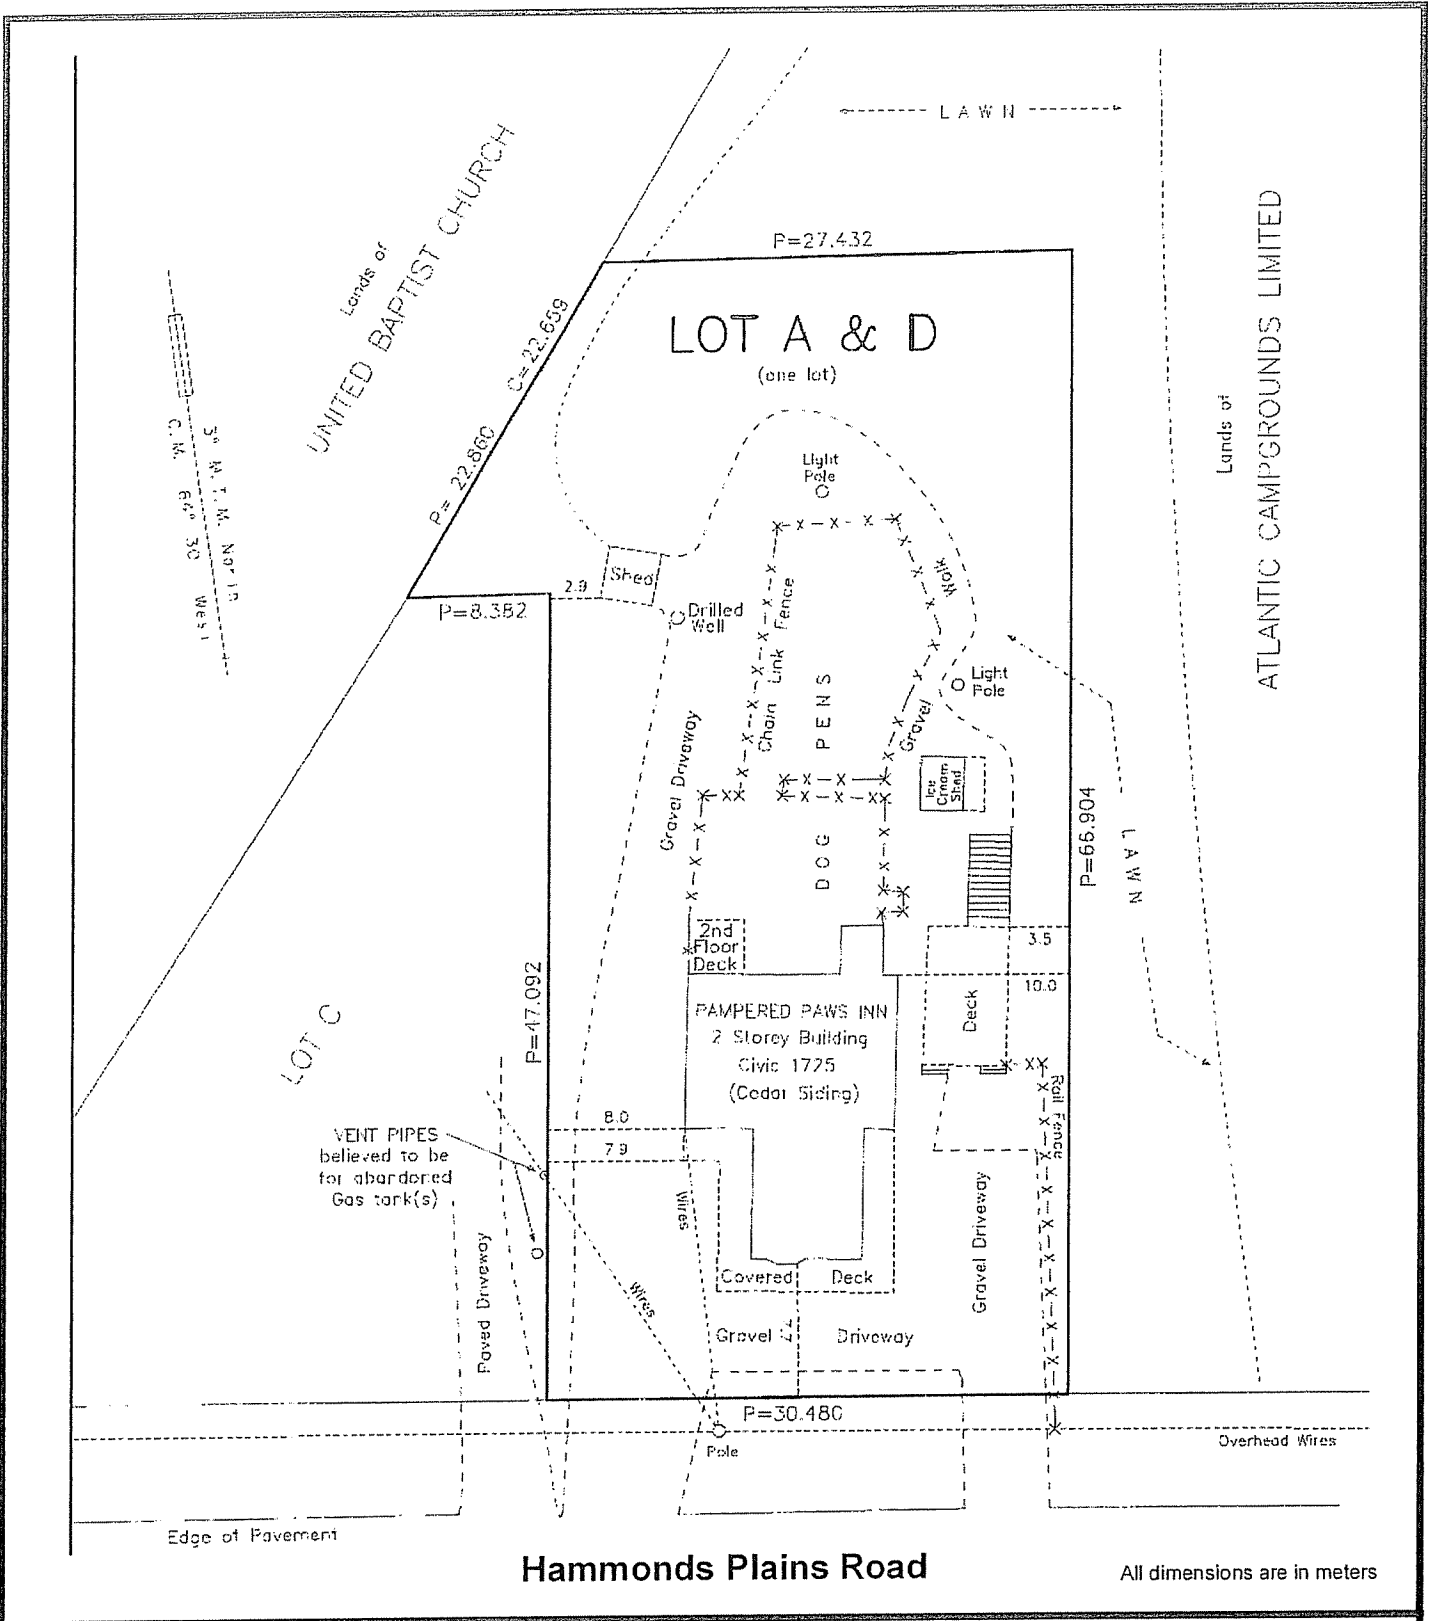 LAWN
Lands of
UNITED BAPTIST CHURCH
P=27.432
C=22.659
P= 22.860
LOT A & D
(one lot)
3° M.T.M. North
C.M. 64° 30 West
Lands of
ATLANTIC CAMPGROUNDS LIMITED
Light
Pole
Shed
2.9
P=8.382
Drilled
Well
Chain Link Fence
Walk
Light
Pole
DOG PENS
Gravel
Gravel Driveway
Ice
Cream
Shed
P=66.904
LAWN
2nd
Floor
Deck
3.5
10.0
P=47.092
PAMPERED PAWS INN
2 Storey Building
Civic 1725
(Cedar Siding)
Deck
LOT C
Rail Fence
8.0
7.9
VENT PIPES
believed to be
for abandoned
Gas tank(s)
Wires
Paved Driveway
Wires
Covered Deck
Gravel Driveway
Gravel Driveway
P=30.480
Pole
Overhead Wires
Edge of Pavement
Hammonds Plains Road
All dimensions are in meters